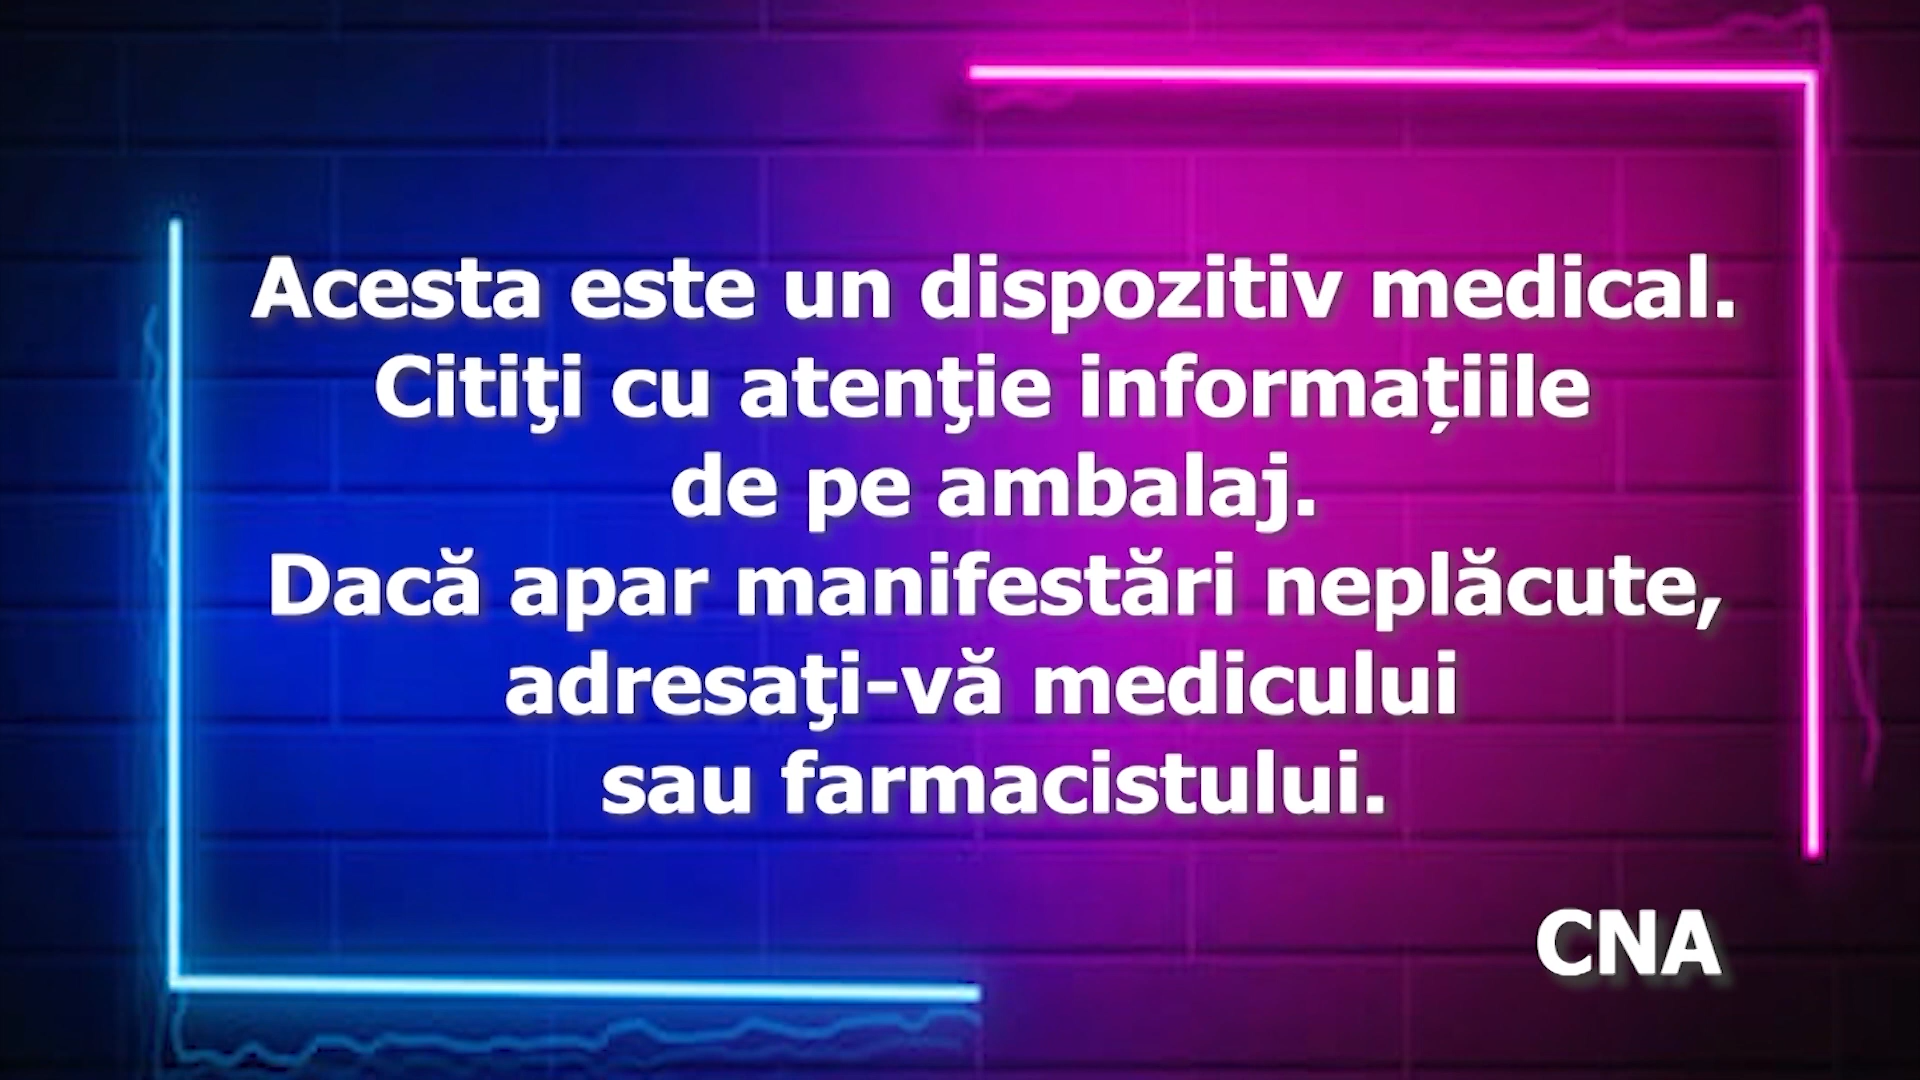 Acesta este un dispozitiv medical.
Citiţi cu atenţie informațiile
de pe ambalaj.
Dacă apar manifestări neplăcute,
adresaţi-vă medicului
sau farmacistului.
CNA